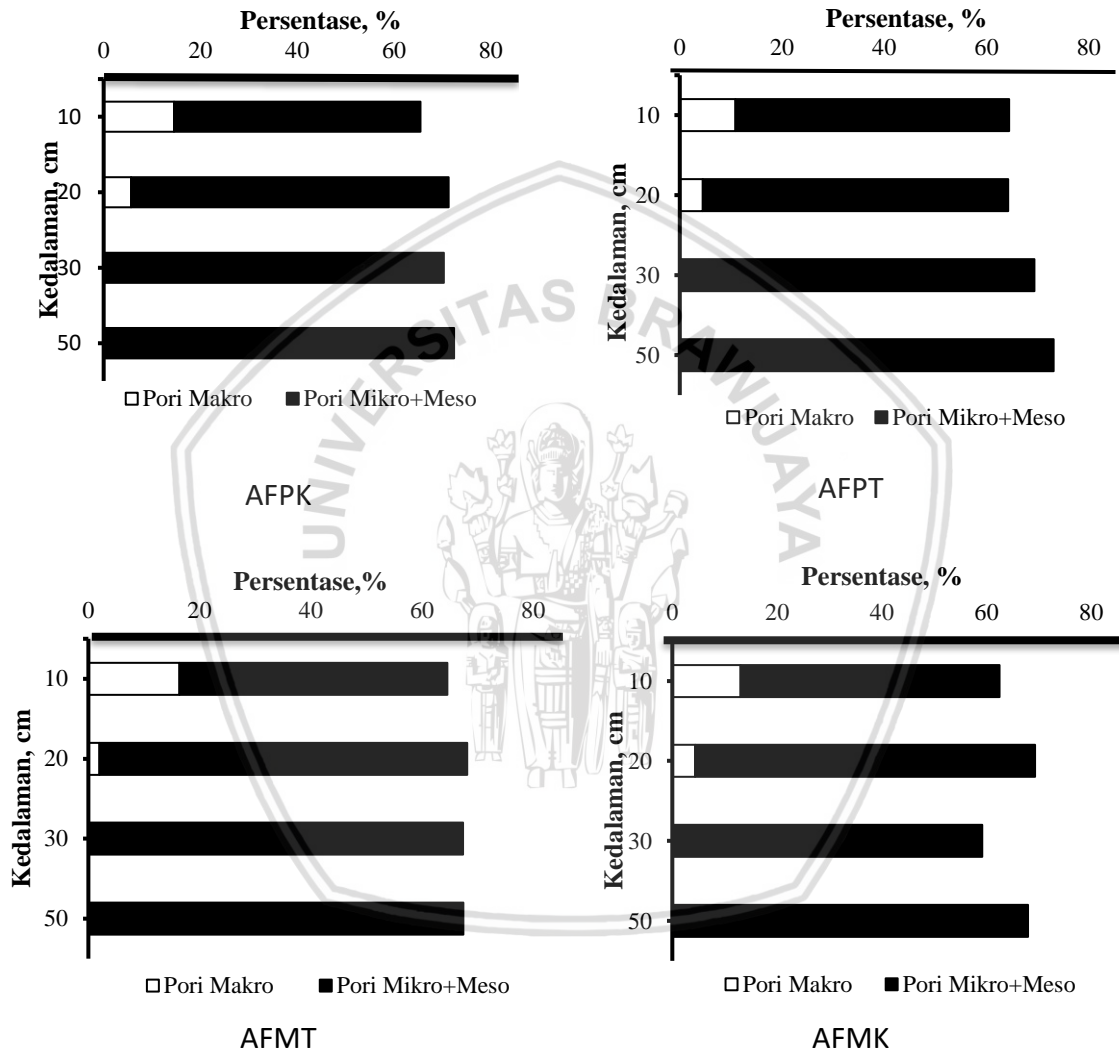 Persentase, %
0 20 40 60 80
Kedalaman, cm
10
20
30
50
Pori Makro Pori Mikro+Meso
AFPK
Persentase, %
0 20 40 60 80
Kedalaman, cm
10
20
30
50
Pori Makro Pori Mikro+Meso
AFPT
UNIVERSITAS BRAWIJAYA
Persentase,%
0 20 40 60 80
Kedalaman, cm
10
20
30
50
Pori Makro Pori Mikro+Meso
AFMT
Persentase, %
0 20 40 60 80
Kedalaman, cm
10
20
30
50
Pori Makro Pori Mikro+Meso
AFMK